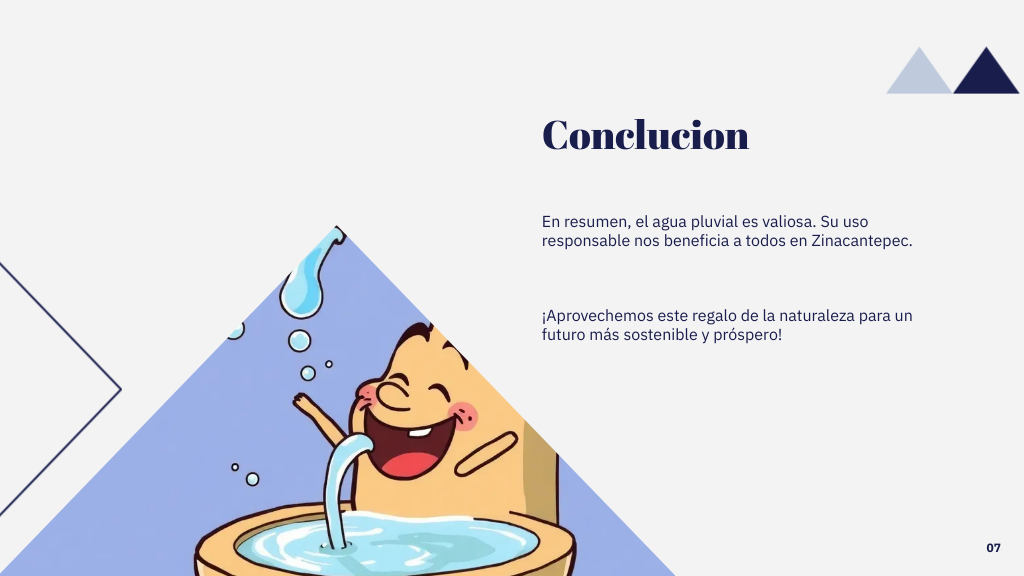 Conclucion
En resumen, el agua pluvial es valiosa. Su uso
responsable nos beneficia a todos en Zinacantepec.
¡Aprovechemos este regalo de la naturaleza para un
futuro más sostenible y próspero!
07